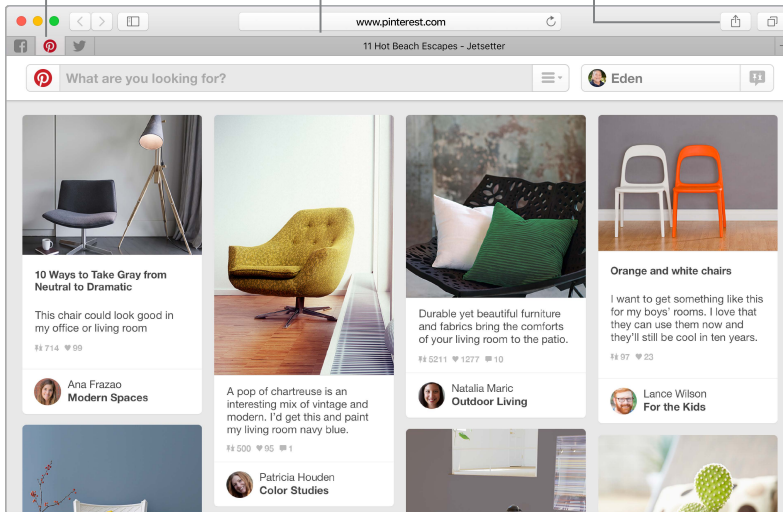 www.pinterest.com
11 Hot Beach Escapes - Jetsetter
What are you looking for?
Eden
10 Ways to Take Gray from
Neutral to Dramatic
This chair could look good in
my office or living room
714 99
Ana Frazao
Modern Spaces
A pop of chartreuse is an
interesting mix of vintage and
modern. I'd get this and paint
my living room navy blue.
500 95 1
Patricia Houden
Color Studies
Durable yet beautiful furniture
and fabrics bring the comforts
of your living room to the patio.
5211 1277 10
Natalia Maric
Outdoor Living
Orange and white chairs
I want to get something like this
for my boys' rooms. I love that
they can use them now and
they'll still be cool in ten years.
97 23
Lance Wilson
For the Kids